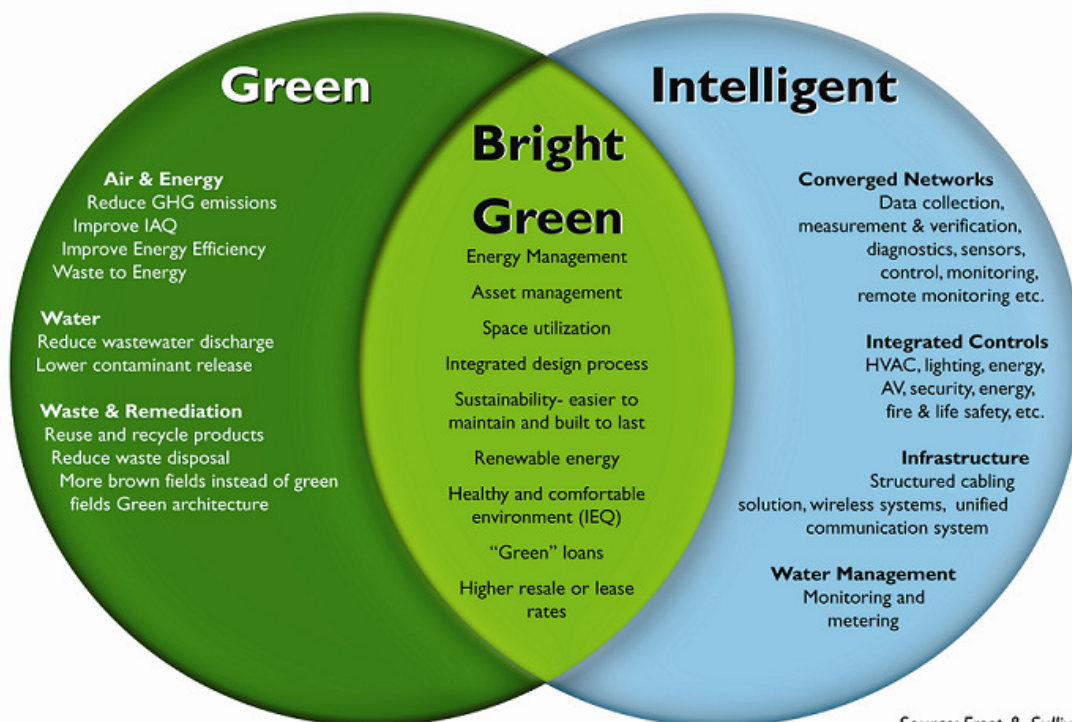 Green
Air & Energy
Reduce GHG emissions
Improve IAQ
Improve Energy Efficiency
Waste to Energy
Water
Reduce wastewater discharge
Lower contaminant release
Waste & Remediation
Reuse and recycle products
Reduce waste disposal
More brown fields instead of green
fields Green architecture
Bright
Green
Energy Management
Asset management
Space utilization
Integrated design process
Sustainability- easier to
maintain and built to last
Renewable energy
Healthy and comfortable
environment (IEQ)
“Green” loans
Higher resale or lease
rates
Intelligent
Converged Networks
Data collection,
measurement & verification,
diagnostics, sensors,
control, monitoring,
remote monitoring etc.
Integrated Controls
HVAC, lighting, energy,
AV, security, energy,
fire & life safety, etc.
Infrastructure
Structured cabling
solution, wireless systems, unified
communication system
Water Management
Monitoring and
metering